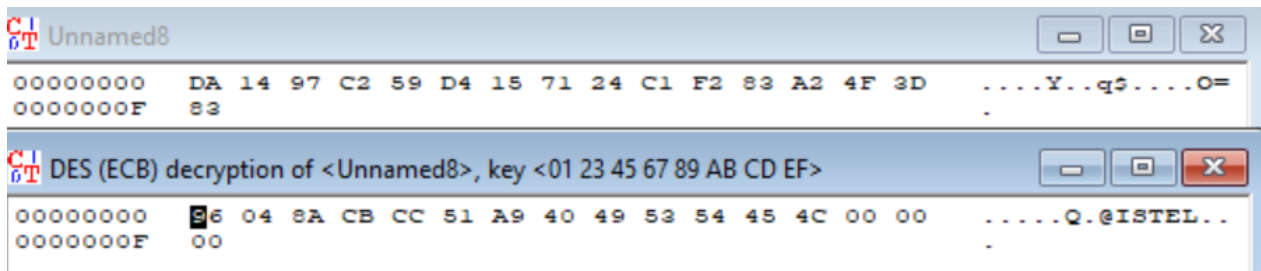 Unnamed8
00000000 DA 14 97 C2 59 D4 15 71 24 C1 F2 83 A2 4F 3D ....Y..q$....O=
0000000F 83 .
DES (ECB) decryption of <Unnamed8>, key <01 23 45 67 89 AB CD EF>
00000000 96 04 8A CB CC 51 A9 40 49 53 54 45 4C 00 00 .....Q.@ISTEL..
0000000F 00 .